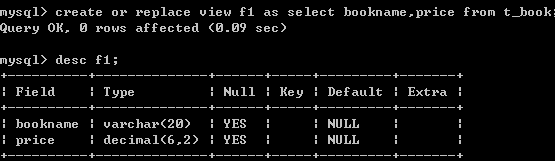 mysql> create or replace view f1 as select bookname,price from t_book;
Query OK, 0 rows affected (0.09 sec)
mysql> desc f1;
+----------+--------------+------+-----+---------+-------+
| Field    | Type         | Null | Key | Default | Extra |
+----------+--------------+------+-----+---------+-------+
| bookname | varchar(20)  | YES  |     | NULL    |       |
| price    | decimal(6,2) | YES  |     | NULL    |       |
+----------+--------------+------+-----+---------+-------+